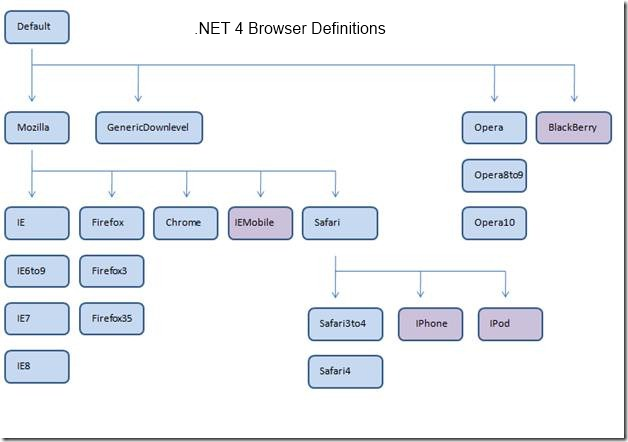 Default
.NET 4 Browser Definitions
Mozilla
GenericDownlevel
Opera
BlackBerry
Opera8to9
IE
Firefox
Chrome
IEMobile
Safari
Opera10
IE6to9
Firefox3
IE7
Firefox35
Safari3to4
IPhone
IPod
IE8
Safari4